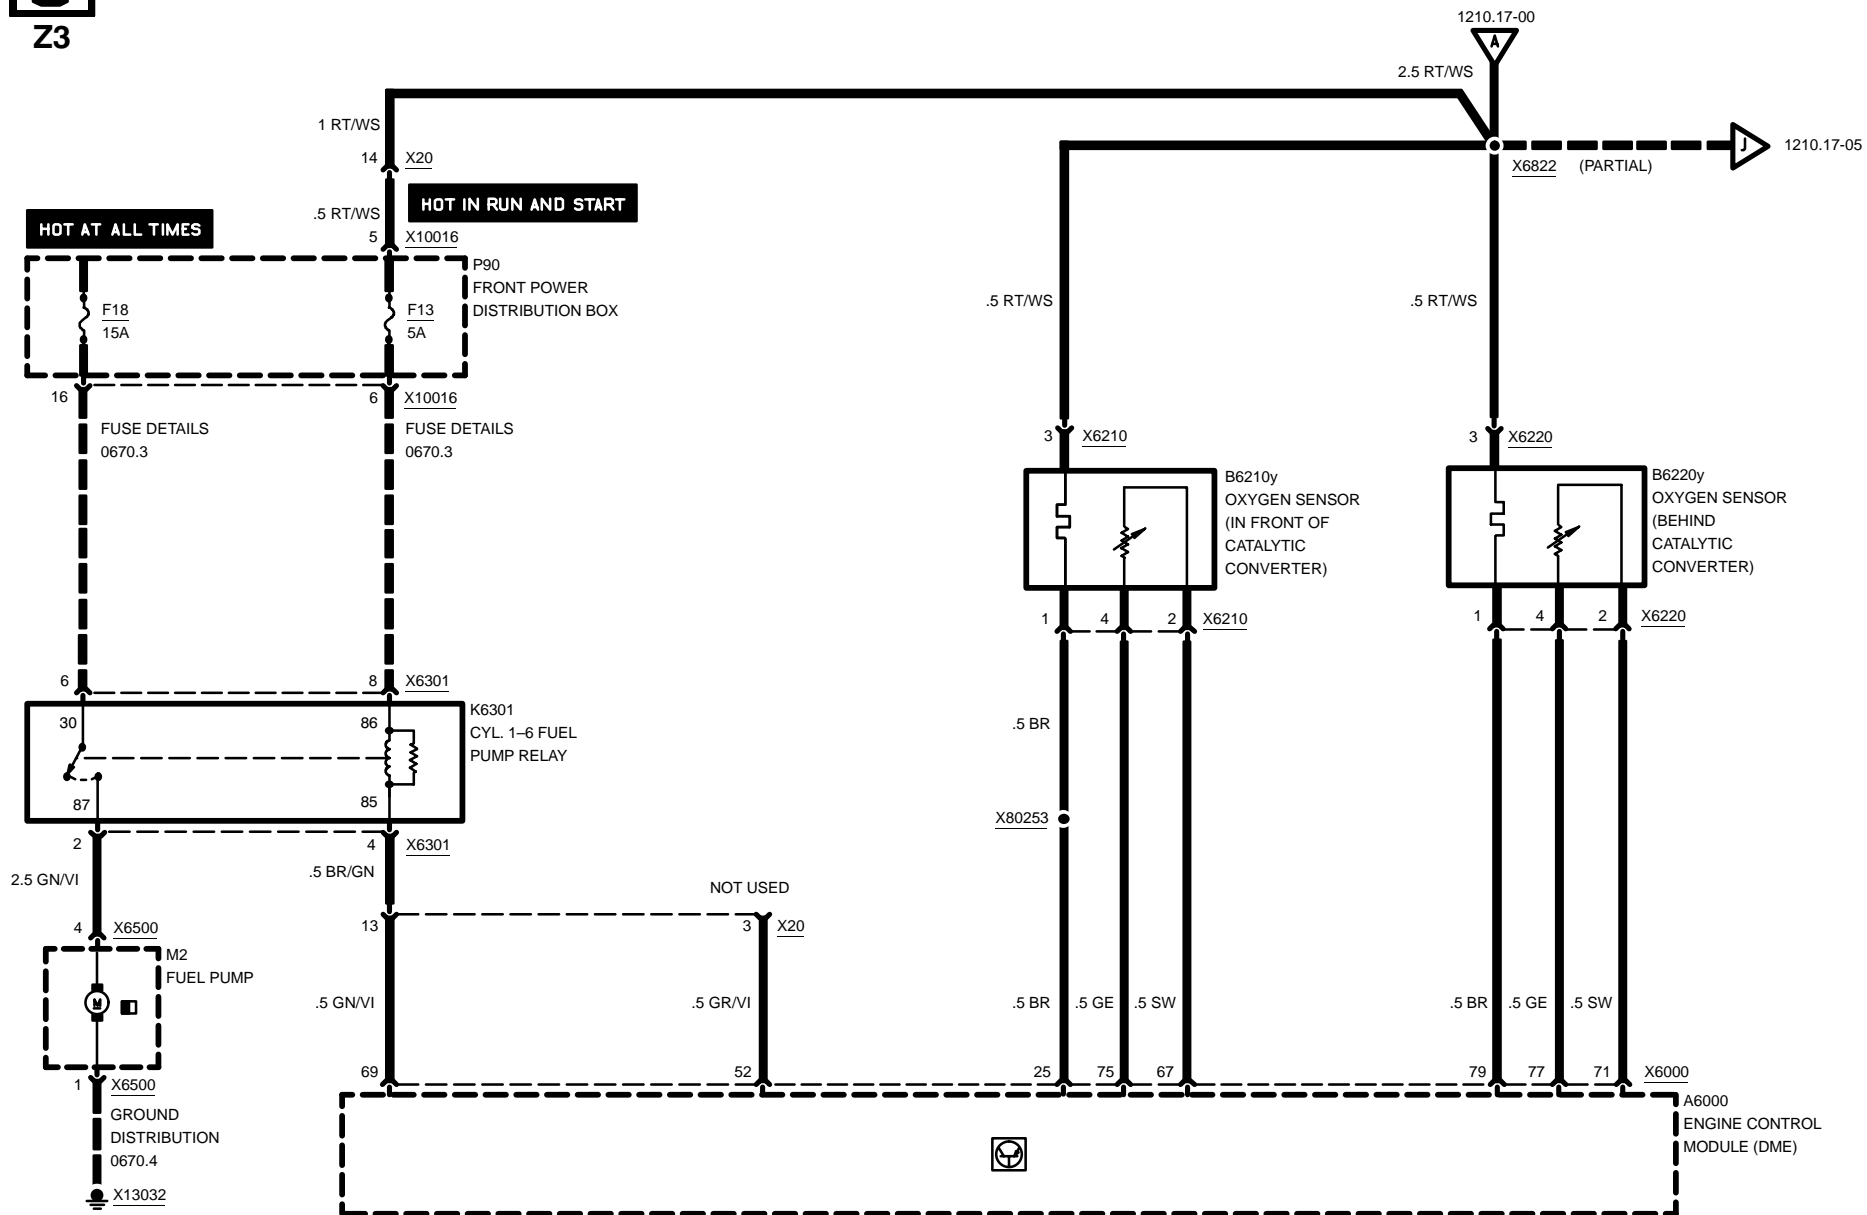 Z3
1210.17-00
A
2.5 RT/WS
1 RT/WS
14 X20
J 1210.17-05
X6822 (PARTIAL)
.5 RT/WS
HOT IN RUN AND START
HOT AT ALL TIMES
5 X10016
P90
FRONT POWER
DISTRIBUTION BOX
F18
15A
F13
5A
.5 RT/WS
.5 RT/WS
16
6 X10016
FUSE DETAILS
0670.3
FUSE DETAILS
0670.3
3 X6210
3 X6220
B6210y
OXYGEN SENSOR
(IN FRONT OF
CATALYTIC
CONVERTER)
B6220y
OXYGEN SENSOR
(BEHIND
CATALYTIC
CONVERTER)
1 4 2 X6210
1 4 2 X6220
6
8 X6301
K6301
CYL. 1–6 FUEL
PUMP RELAY
30
86
87
85
.5 BR
X80253
2
4 X6301
2.5 GN/VI
.5 BR/GN
NOT USED
13
3 X20
4 X6500
M2
FUEL PUMP
M
.5 GN/VI
.5 GR/VI
.5 BR .5 GE .5 SW
.5 BR .5 GE .5 SW
69
52
25 75 67
79 77 71 X6000
1 X6500
GROUND
DISTRIBUTION
0670.4
X13032
A6000
ENGINE CONTROL
MODULE (DME)